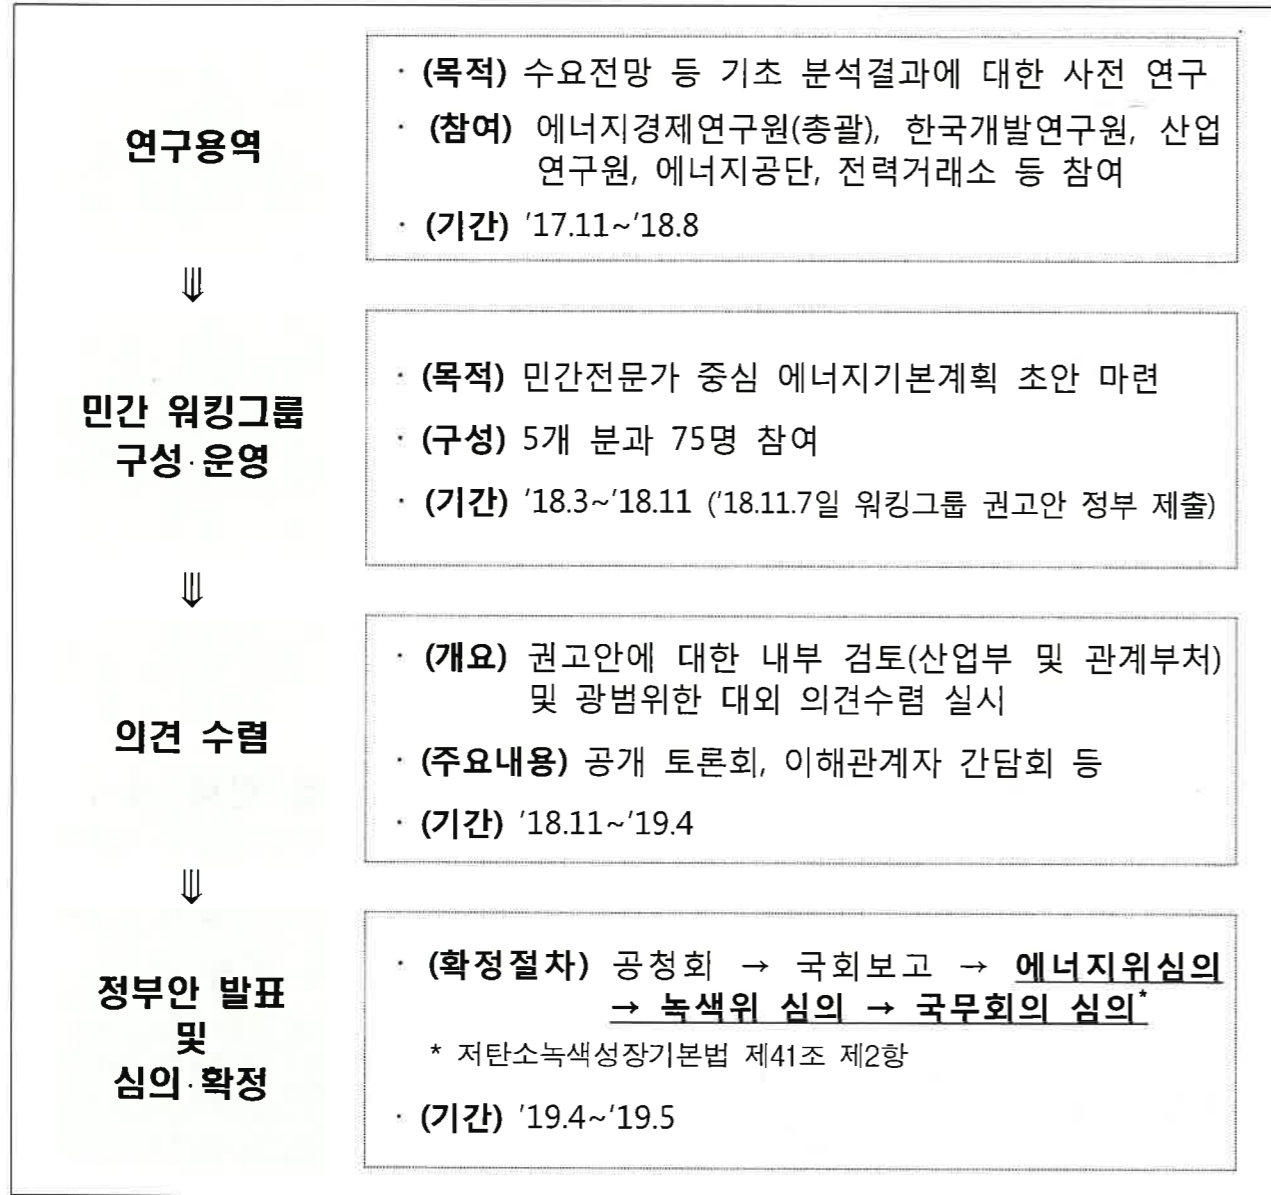 연구용역
· (목적) 수요전망 등 기초 분석결과에 대한 사전 연구
· (참여) 에너지경제연구원(총괄), 한국개발연구원, 산업
연구원, 에너지공단, 전력거래소 등 참여
· (기간) '17.11~'18.8
⇓
민간 워킹그룹
구성·운영
· (목적) 민간전문가 중심 에너지기본계획 초안 마련
· (구성) 5개 분과 75명 참여
· (기간) '18.3~'18.11 ('18.11.7일 워킹그룹 권고안 정부 제출)
⇓
의견 수렴
· (개요) 권고안에 대한 내부 검토(산업부 및 관계부처)
및 광범위한 대외 의견수렴 실시
· (주요내용) 공개 토론회, 이해관계자 간담회 등
· (기간) '18.11~'19.4
⇓
정부안 발표
및
심의·확정
· (확정절차) 공청회 → 국회보고 → 에너지위심의
→ 녹색위 심의 → 국무회의 심의*
* 저탄소녹색성장기본법 제41조 제2항
· (기간) '19.4~'19.5